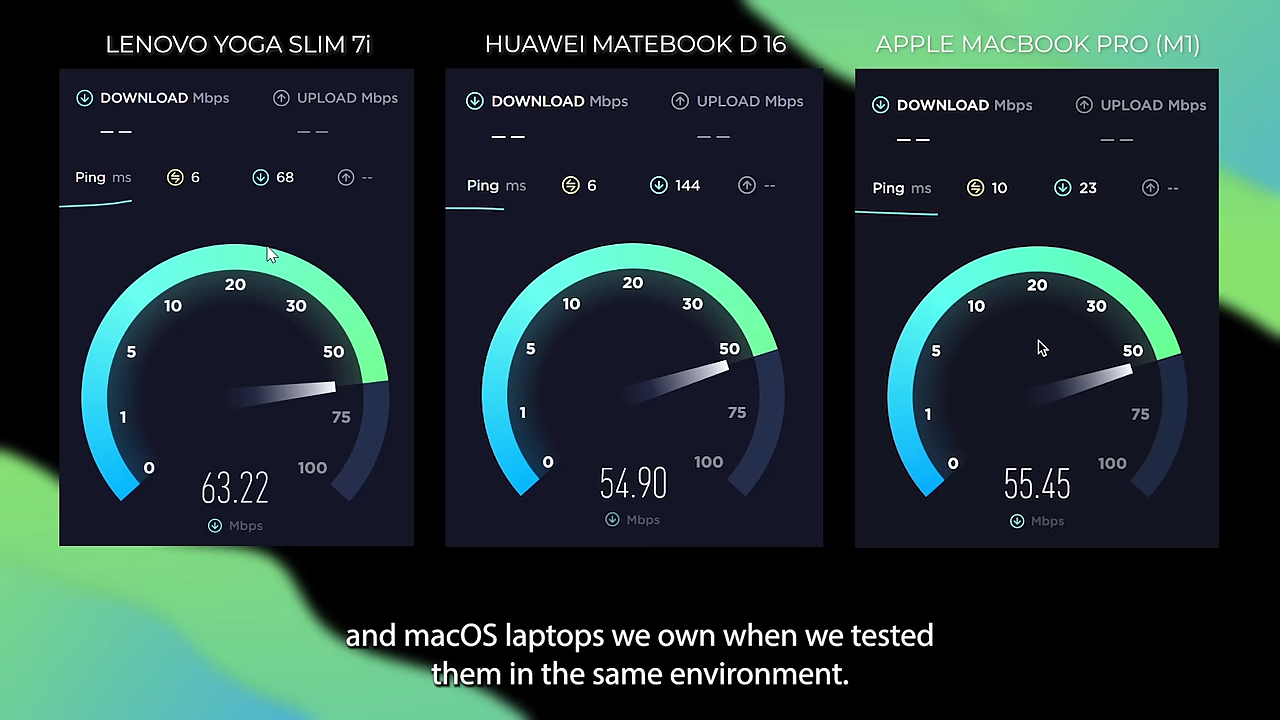 LENOVO YOGA SLIM 7i
DOWNLOAD Mbps UPLOAD Mbps
— — — —
Ping ms 6 68 --
0 1 5 10 20 30 50 75 100
63.22
Mbps
HUAWEI MATEBOOK D 16
DOWNLOAD Mbps UPLOAD Mbps
— — — —
Ping ms 6 144 --
0 1 5 10 20 30 50 75 100
54.90
Mbps
APPLE MACBOOK PRO (M1)
DOWNLOAD Mbps UPLOAD Mbps
— — — —
Ping ms 10 23 --
0 1 5 10 20 30 50 75 100
55.45
Mbps
and macOS laptops we own when we tested
them in the same environment.